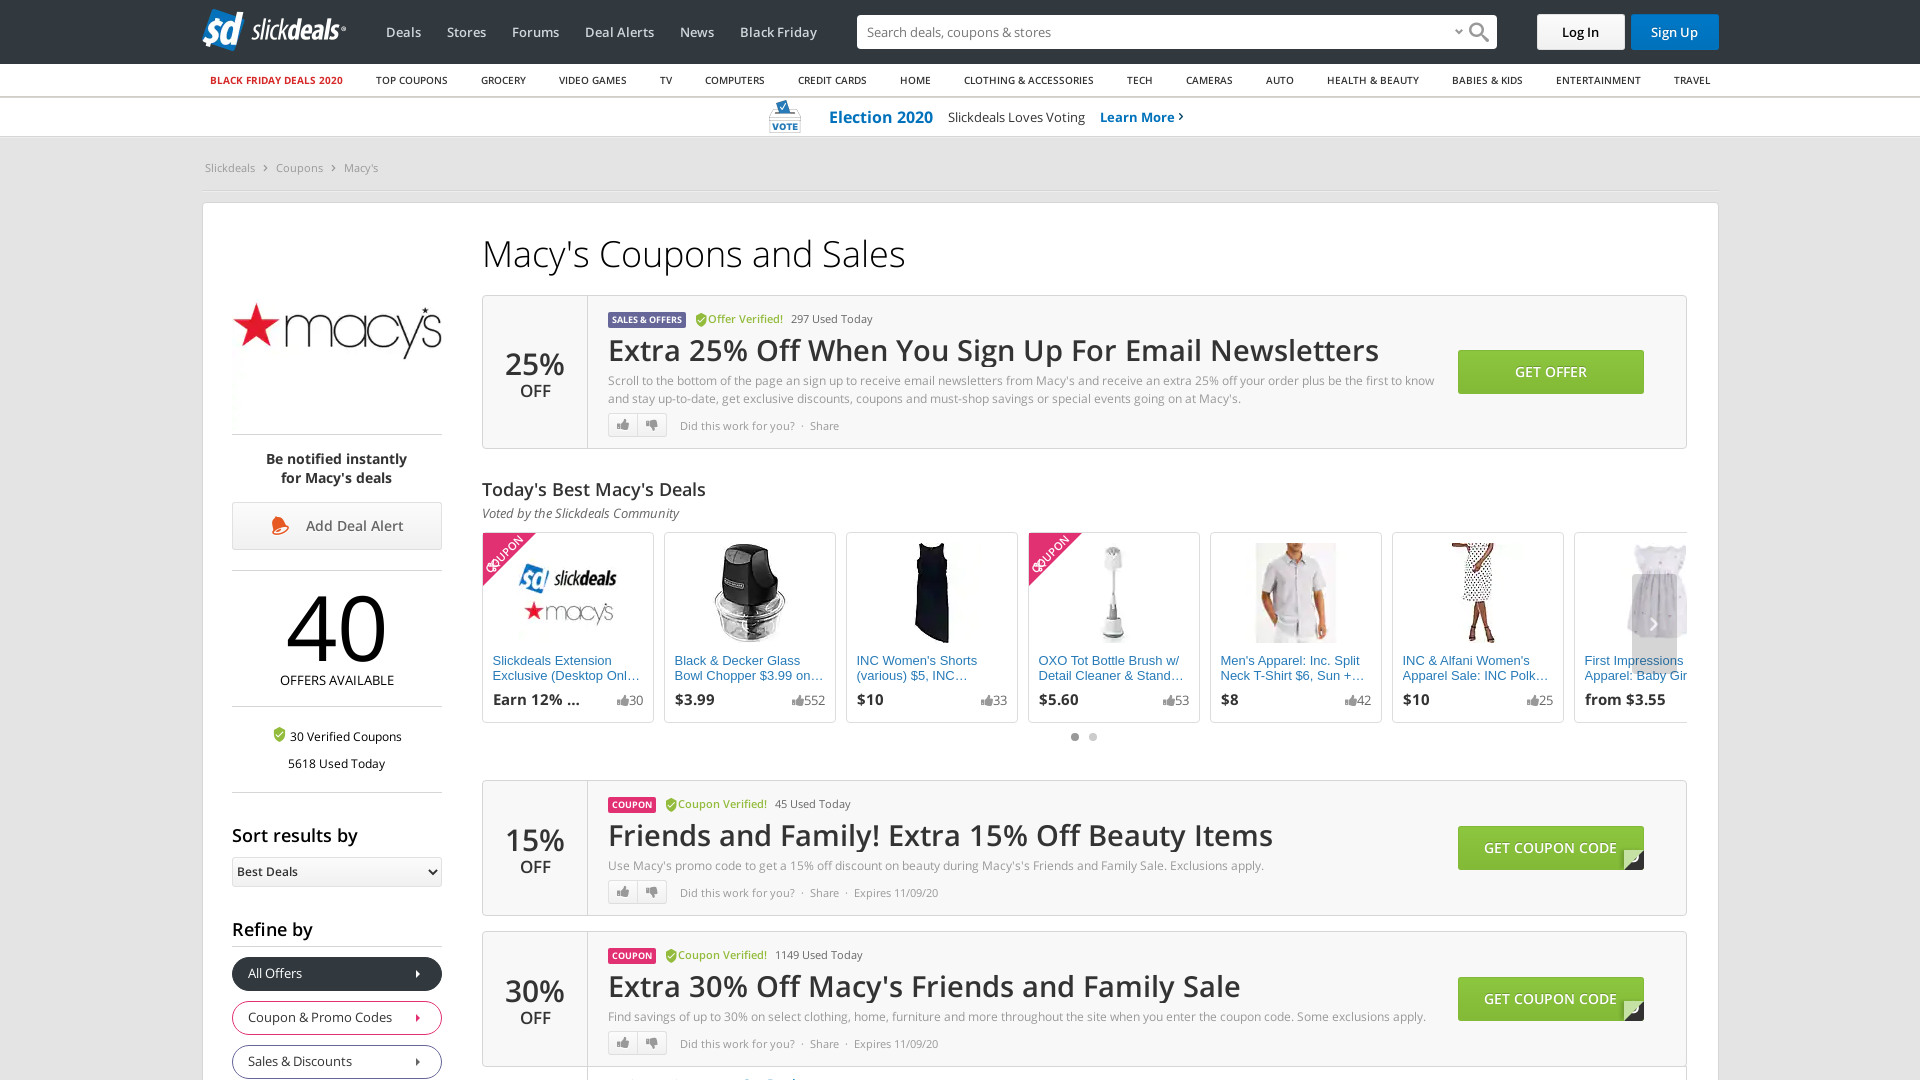 sd slickdeals
Deals
Stores
Forums
Deal Alerts
News
Black Friday
Search deals, coupons & stores
Log In
Sign Up
BLACK FRIDAY DEALS 2020
TOP COUPONS
GROCERY
VIDEO GAMES
TV
COMPUTERS
CREDIT CARDS
HOME
CLOTHING & ACCESSORIES
TECH
CAMERAS
AUTO
HEALTH & BEAUTY
BABIES & KIDS
ENTERTAINMENT
TRAVEL
VOTE
Election 2020 Slickdeals Loves Voting Learn More
Slickdeals > Coupons > Macy's
macy's
Be notified instantly
for Macy's deals
Add Deal Alert
40
OFFERS AVAILABLE
30 Verified Coupons
5618 Used Today
Sort results by
Best Deals
Refine by
All Offers
Coupon & Promo Codes
Sales & Discounts
Macy's Coupons and Sales
25%
OFF
SALES & OFFERS Offer Verified! 297 Used Today
Extra 25% Off When You Sign Up For Email Newsletters
Scroll to the bottom of the page an sign up to receive email newsletters from Macy's and receive an extra 25% off your order plus be the first to know
and stay up-to-date, get exclusive discounts, coupons and must-shop savings or special events going on at Macy's.
Did this work for you? · Share
GET OFFER
Today's Best Macy's Deals
Voted by the Slickdeals Community
COUPON
sd slickdeals
macy's
Slickdeals Extension
Exclusive (Desktop Onl…
Earn 12% ... 30
Black & Decker Glass
Bowl Chopper $3.99 on…
$3.99 552
INC Women's Shorts
(various) $5, INC…
$10 33
COUPON
OXO Tot Bottle Brush w/
Detail Cleaner & Stand…
$5.60 53
Men's Apparel: Inc. Split
Neck T-Shirt $6, Sun +…
$8 42
INC & Alfani Women's
Apparel Sale: INC Polk…
$10 25
First Impressions
Apparel: Baby Gir
from $3.55
15%
OFF
COUPON Coupon Verified! 45 Used Today
Friends and Family! Extra 15% Off Beauty Items
Use Macy's promo code to get a 15% off discount on beauty during Macy's's Friends and Family Sale. Exclusions apply.
Did this work for you? · Share · Expires 11/09/20
GET COUPON CODE
30%
OFF
COUPON Coupon Verified! 1149 Used Today
Extra 30% Off Macy's Friends and Family Sale
Find savings of up to 30% on select clothing, home, furniture and more throughout the site when you enter the coupon code. Some exclusions apply.
Did this work for you? · Share · Expires 11/09/20
GET COUPON CODE